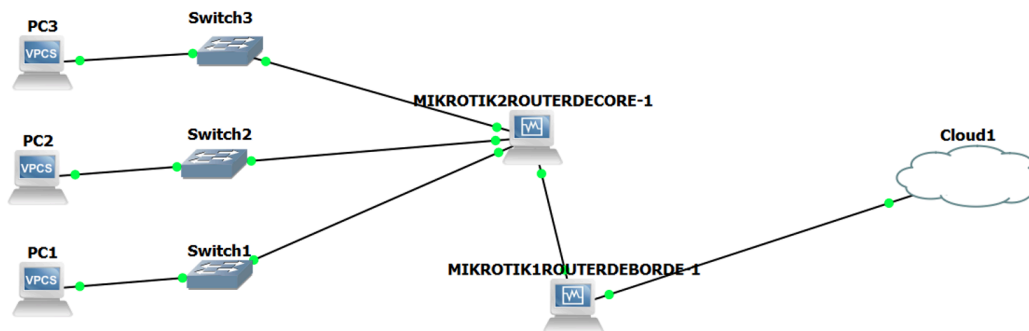 PC3
Switch3
VPCS
MIKROTIK2ROUTERDECORE-1
PC2
Switch2
Cloud1
VPCS
PC1
Switch1
MIKROTIK1ROUTERDEBORDE-1
VPCS